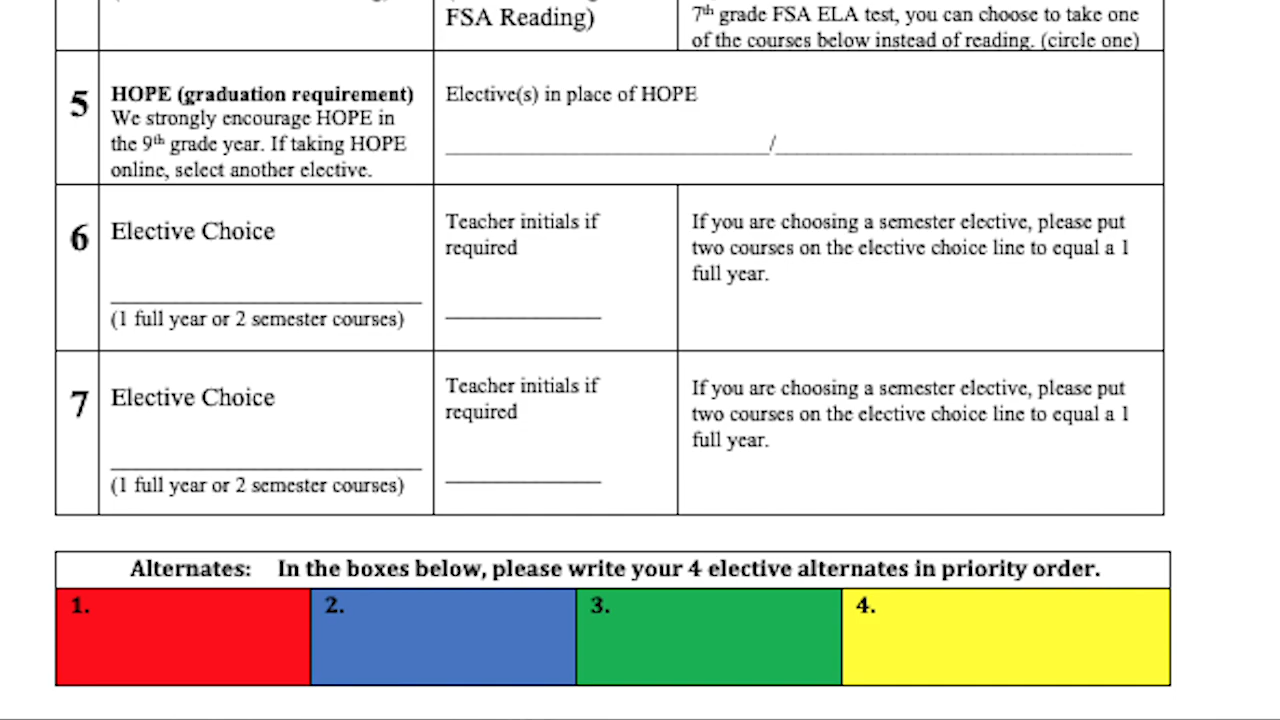 FSA Reading)
7th grade FSA ELA test, you can choose to take one
of the courses below instead of reading. (circle one)
5
HOPE (graduation requirement)
We strongly encourage HOPE in
the 9th grade year. If taking HOPE
online, select another elective.
Elective(s) in place of HOPE
/
6
Elective Choice
(1 full year or 2 semester courses)
Teacher initials if
required
If you are choosing a semester elective, please put
two courses on the elective choice line to equal a 1
full year.
7
Elective Choice
(1 full year or 2 semester courses)
Teacher initials if
required
If you are choosing a semester elective, please put
two courses on the elective choice line to equal a 1
full year.
Alternates: In the boxes below, please write your 4 elective alternates in priority order.
1.
2.
3.
4.